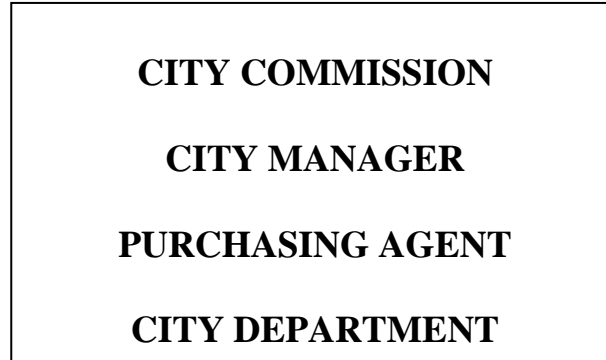 CITY COMMISSION
CITY MANAGER
PURCHASING AGENT
CITY DEPARTMENT